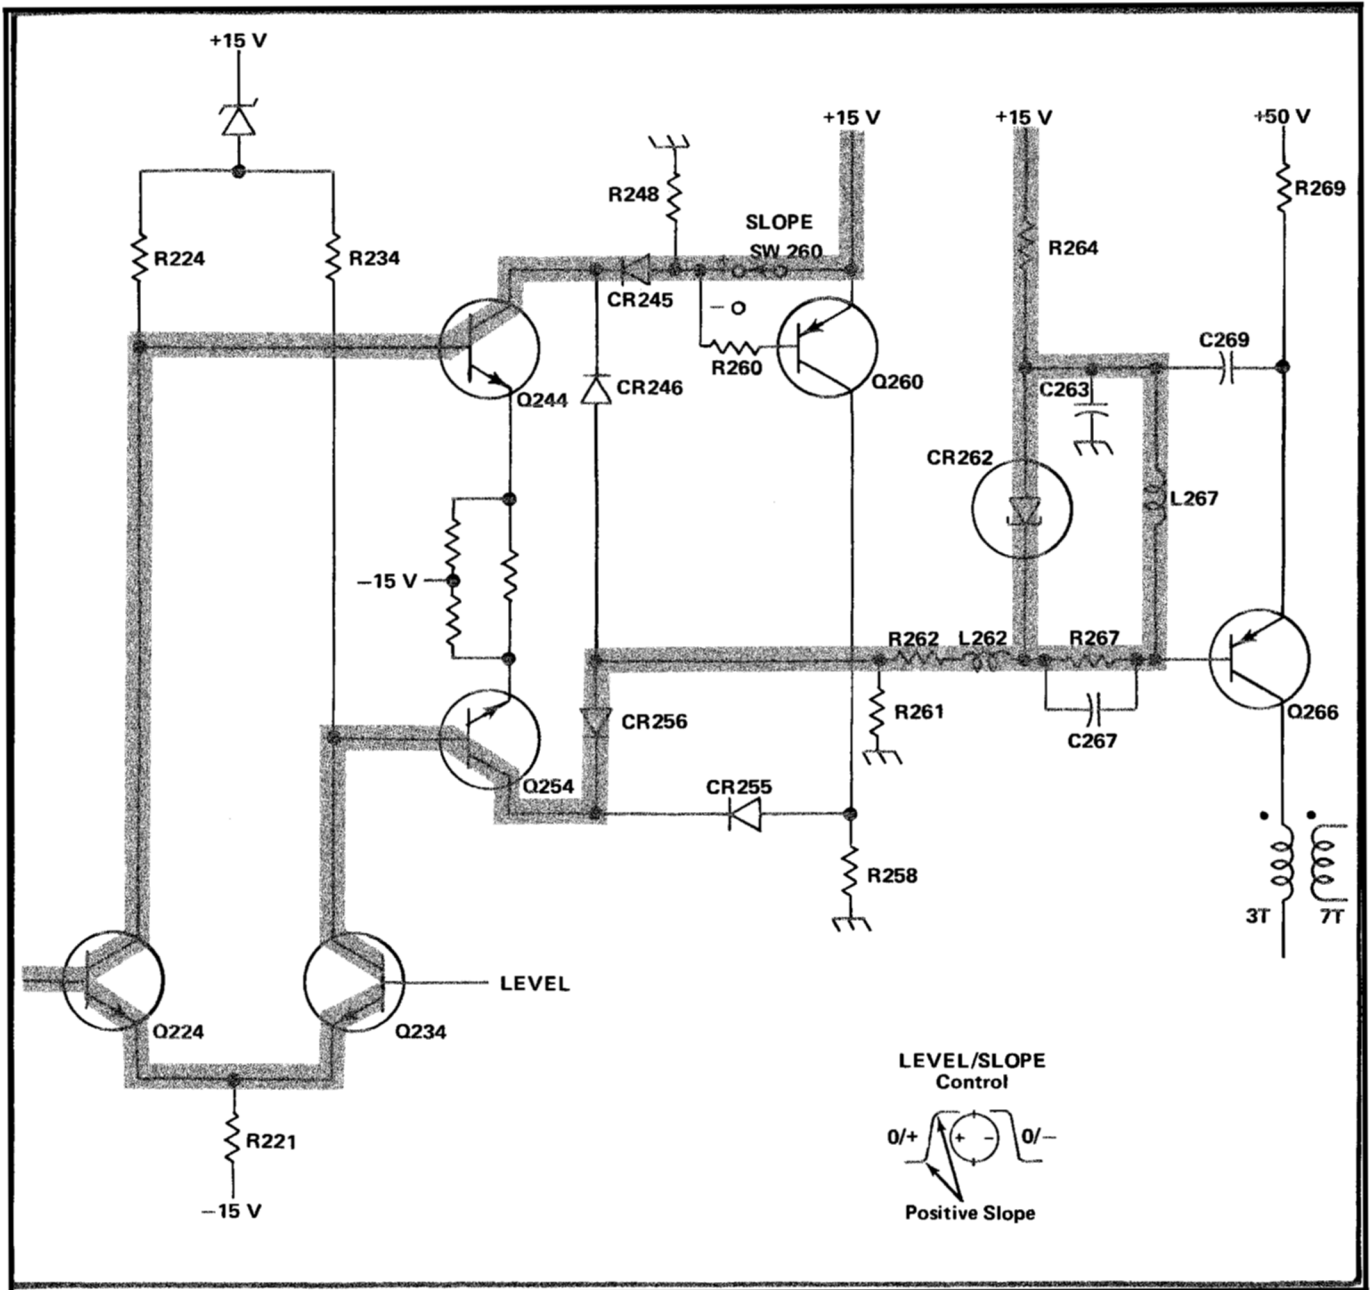 +15 V
+15 V
+15 V
+50 V
R248
R269
SLOPE
SW 260
R224
R234
R264
+
CR245
–
C269
R260
CR246
Q244
Q260
C263
CR262
L267
–15 V
R262
L262
R267
R261
CR256
Q266
C267
Q254
CR255
R258
3T
7T
LEVEL
Q224
Q234
LEVEL/SLOPE
Control
0/+
+
–
0/–
R221
–15 V
Positive Slope